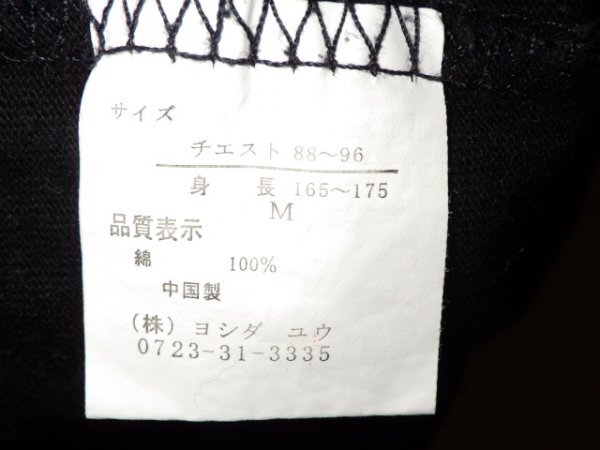 サイズ
チエスト 88～96
身 長 165～175
M
品質表示
綿 100%
中国製
(株) ヨシダ ユウ
0723-31-3335